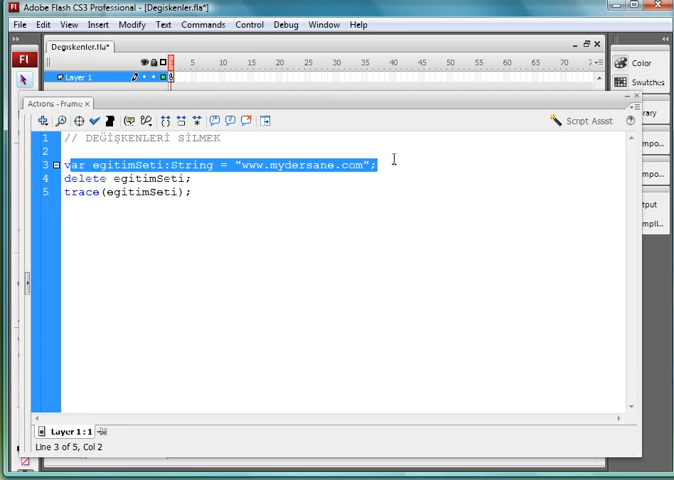 Adobe Flash CS3 Professional - [Degiskenler.fla*]
File Edit View Insert Modify Text Commands Control Debug Window Help
Degiskenler.fla*
Fl
5 10 15 20 25 30 35 40 45 50 55 60 65 70
Layer 1
Color
Swatches
Actions - Frame ×
Script Assist
1 // DEĞİŞKENLERİ SİLMEK
2
3 var egitimSeti:String = "www.mydersane.com";
4 delete egitimSeti;
5 trace(egitimSeti);
Layer 1 : 1
Line 3 of 5, Col 2